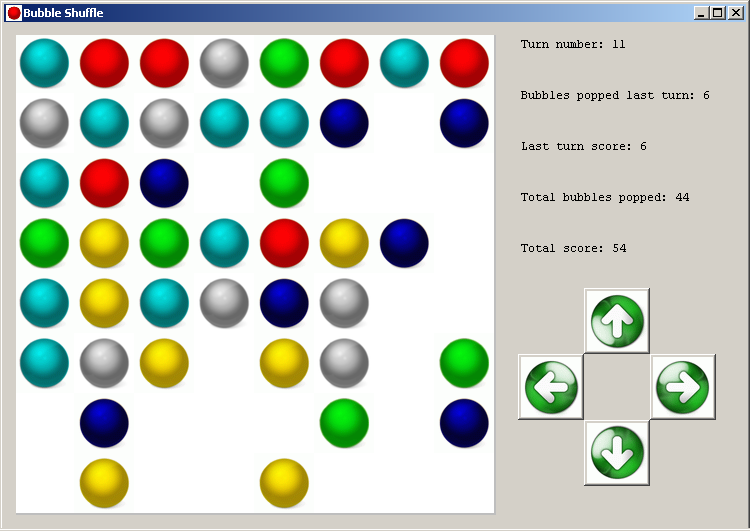 Bubble Shuffle
Turn number: 11
Bubbles popped last turn: 6
Last turn score: 6
Total bubbles popped: 44
Total score: 54